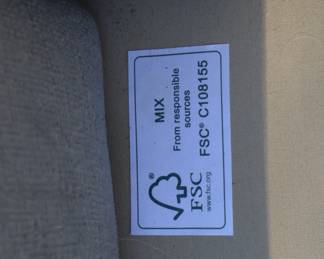 ®
FSC
www.fsc.org
MIX
From responsible
sources
FSC® C108155